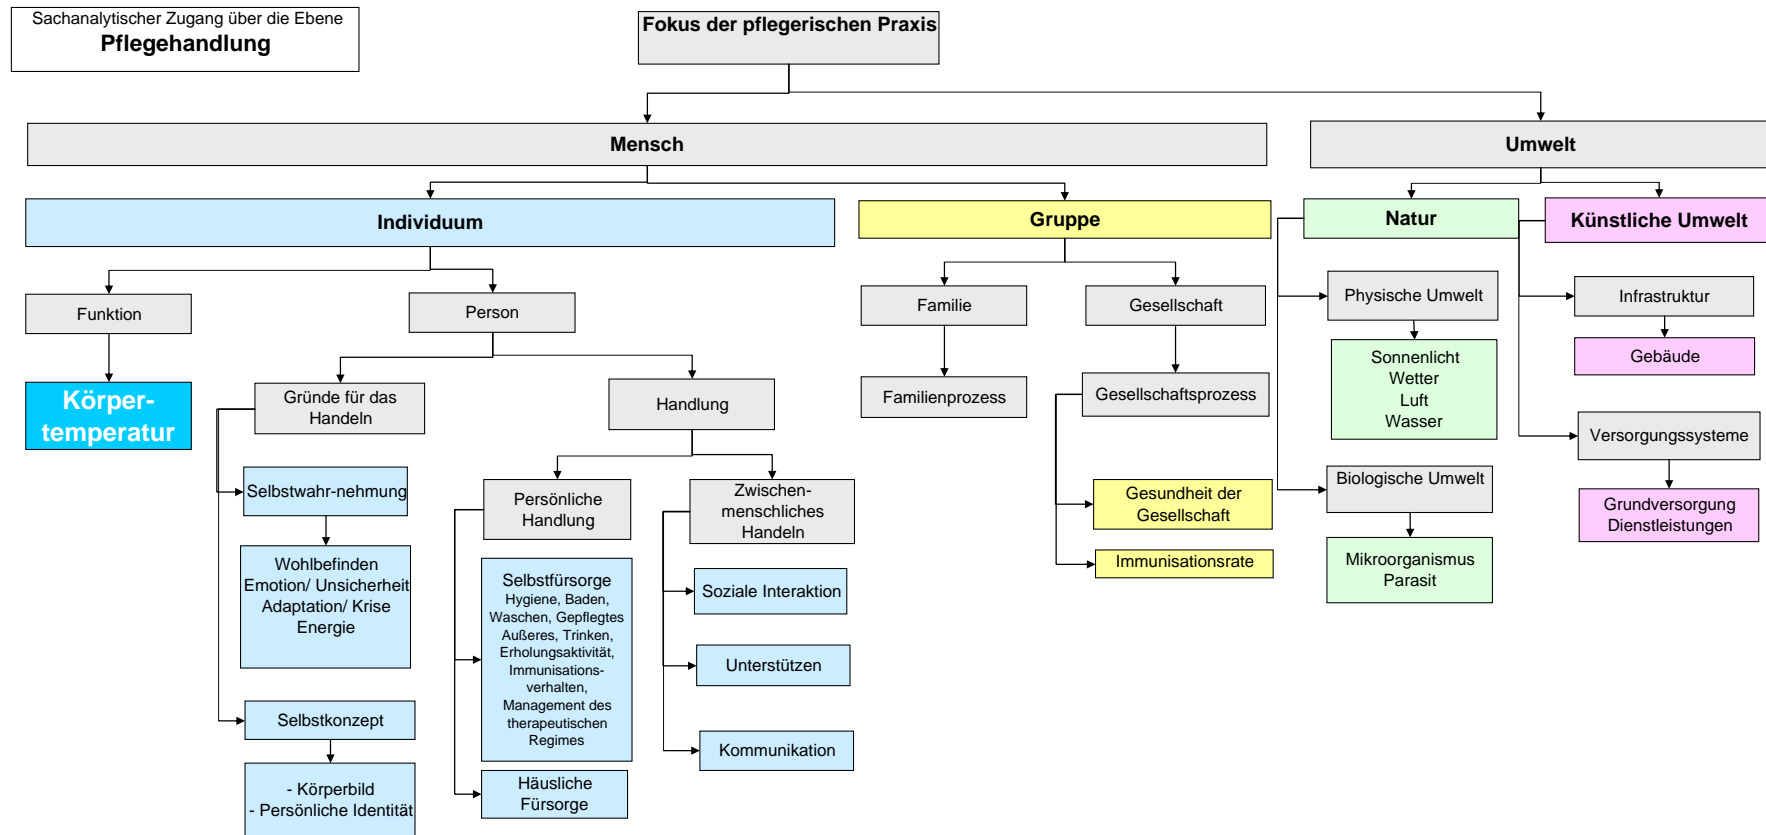 Sachanalytischer Zugang über die Ebene
Pflegehandlung
Fokus der pflegerischen Praxis
Mensch
Umwelt
Individuum
Gruppe
Natur
Künstliche Umwelt
Funktion
Person
Familie
Gesellschaft
Physische Umwelt
Infrastruktur
Körper-
temperatur
Gründe für das
Handeln
Handlung
Familienprozess
Gesellschaftsprozess
Sonnenlicht
Wetter
Luft
Wasser
Gebäude
Versorgungssysteme
Selbstwahr-nehmung
Persönliche
Handlung
Zwischen-
menschliches
Handeln
Gesundheit der
Gesellschaft
Biologische Umwelt
Grundversorgung
Dienstleistungen
Wohlbefinden
Emotion/ Unsicherheit
Adaptation/ Krise
Energie
Selbstfürsorge
Hygiene, Baden,
Waschen, Gepflegtes
Äußeres, Trinken,
Erholungsaktivität,
Immunisations-
verhalten,
Management des
therapeutischen
Regimes
Soziale Interaktion
Immunisationsrate
Mikroorganismus
Parasit
Unterstützen
Selbstkonzept
Kommunikation
- Körperbild
- Persönliche Identität
Häusliche
Fürsorge